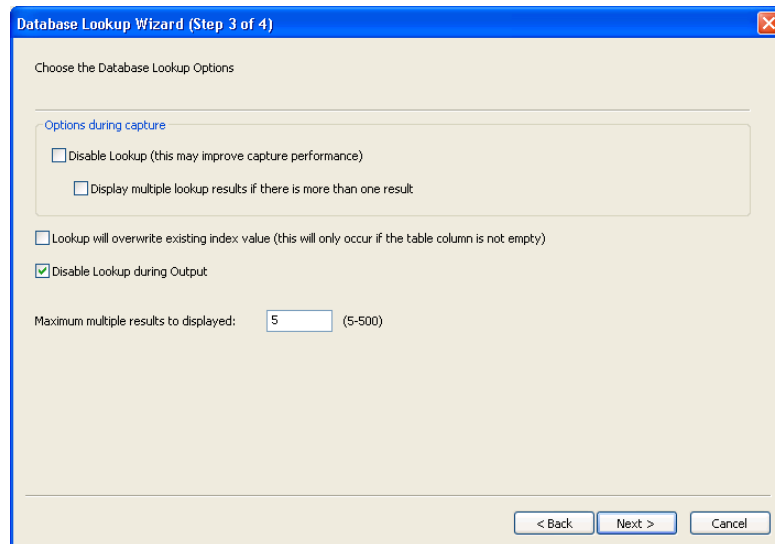 Database Lookup Wizard (Step 3 of 4)
Choose the Database Lookup Options
Options during capture
Disable Lookup (this may improve capture performance)
Display multiple lookup results if there is more than one result
Lookup will overwrite existing index value (this will only occur if the table column is not empty)
Disable Lookup during Output
Maximum multiple results to displayed: 5 (5-500)
< Back Next > Cancel